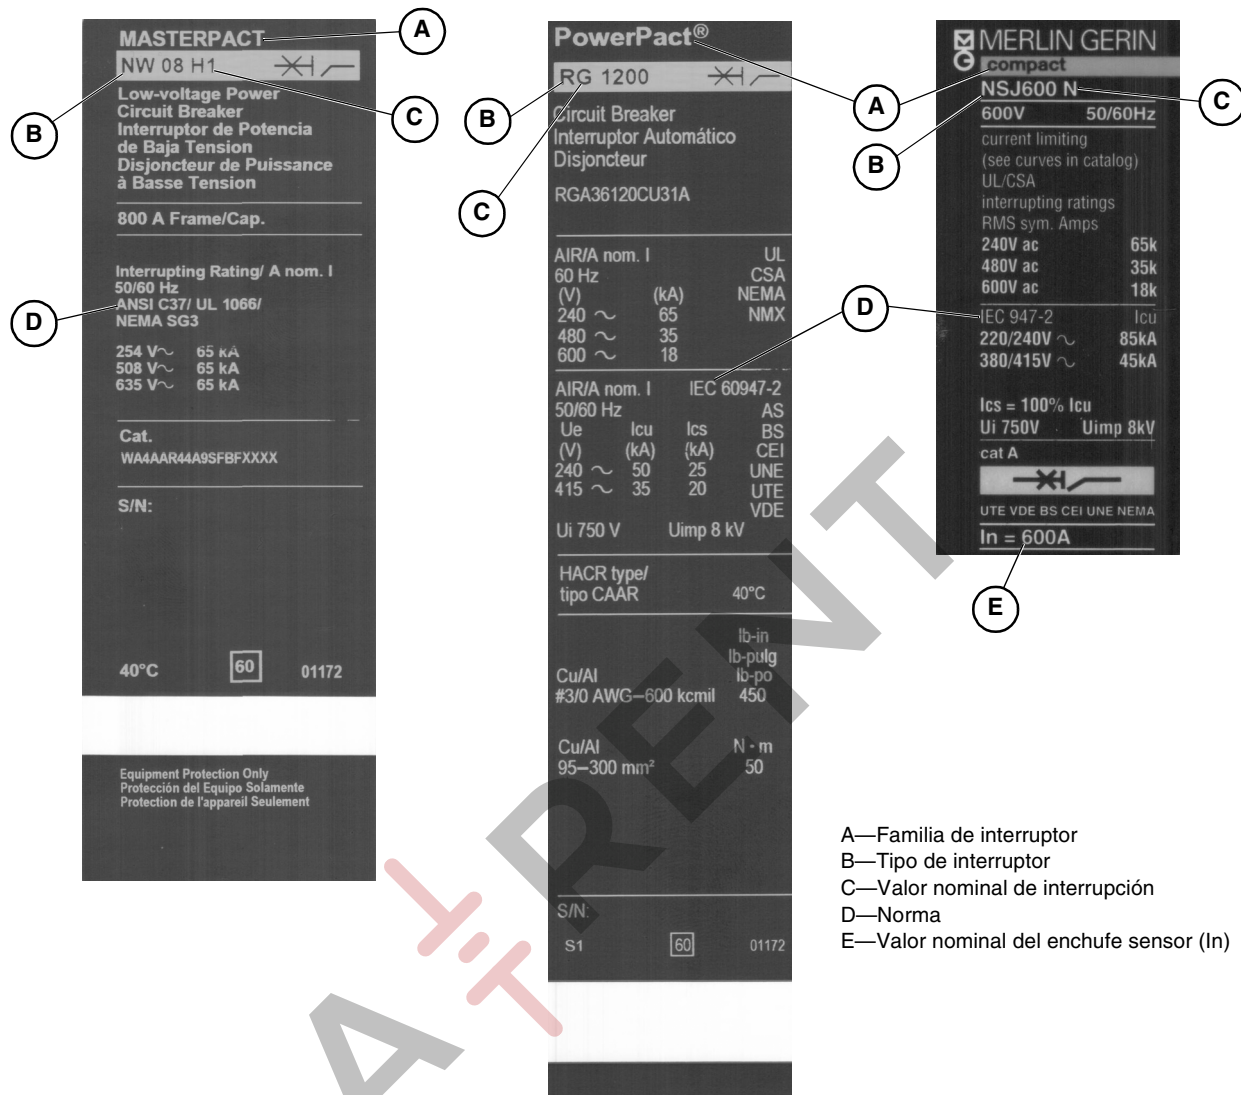 MASTERPACT
NW 08 H1
Low-voltage Power
Circuit Breaker
Interruptor de Potencia
de Baja Tension
Disjoncteur de Puissance
à Basse Tension
800 A Frame/Cap.
Interrupting Rating/ A nom. I
50/60 Hz
ANSI C37/ UL 1066/
NEMA SG3
254 V∼ 65 kA
508 V∼ 65 kA
635 V∼ 65 kA
Cat.
WA4AAR44A9SFBFXXXX
S/N:
40°C 60 01172
Equipment Protection Only
Protección del Equipo Solamente
Protection de l'appareil Seulement
A
B
C
D
PowerPact®
RG 1200
Circuit Breaker
Interruptor Automático
Disjoncteur
RGA36120CU31A
AIR/A nom. I UL
60 Hz CSA
(V) (kA) NEMA
240 ∼ 65 NMX
480 ∼ 35
600 ∼ 18
AIR/A nom. I IEC 60947-2
50/60 Hz AS
Ue Icu Ics BS
(V) (kA) (kA) CEI
240 ∼ 50 25 UNE
415 ∼ 35 20 UTE
VDE
Ui 750 V Uimp 8 kV
HACR type/
tipo CAAR 40°C
lb-in
lb-pulg
Cu/Al lb-po
#3/0 AWG–600 kcmil 450
Cu/Al N·m
95–300 mm² 50
S/N:
S1 60 01172
B
C
A
D
MERLIN GERIN
compact
NSJ600 N
600V 50/60Hz
current limiting
(see curves in catalog)
UL/CSA
interrupting ratings
RMS sym. Amps
240V ac 65k
480V ac 35k
600V ac 18k
IEC 947-2 Icu
220/240V ∼ 85kA
380/415V ∼ 45kA
Ics = 100% Icu
Ui 750V Uimp 8kV
cat A
UTE VDE BS CEI UNE NEMA
In = 600A
B
C
E
A—Familia de interruptor
B—Tipo de interruptor
C—Valor nominal de interrupción
D—Norma
E—Valor nominal del enchufe sensor (In)
A RENT